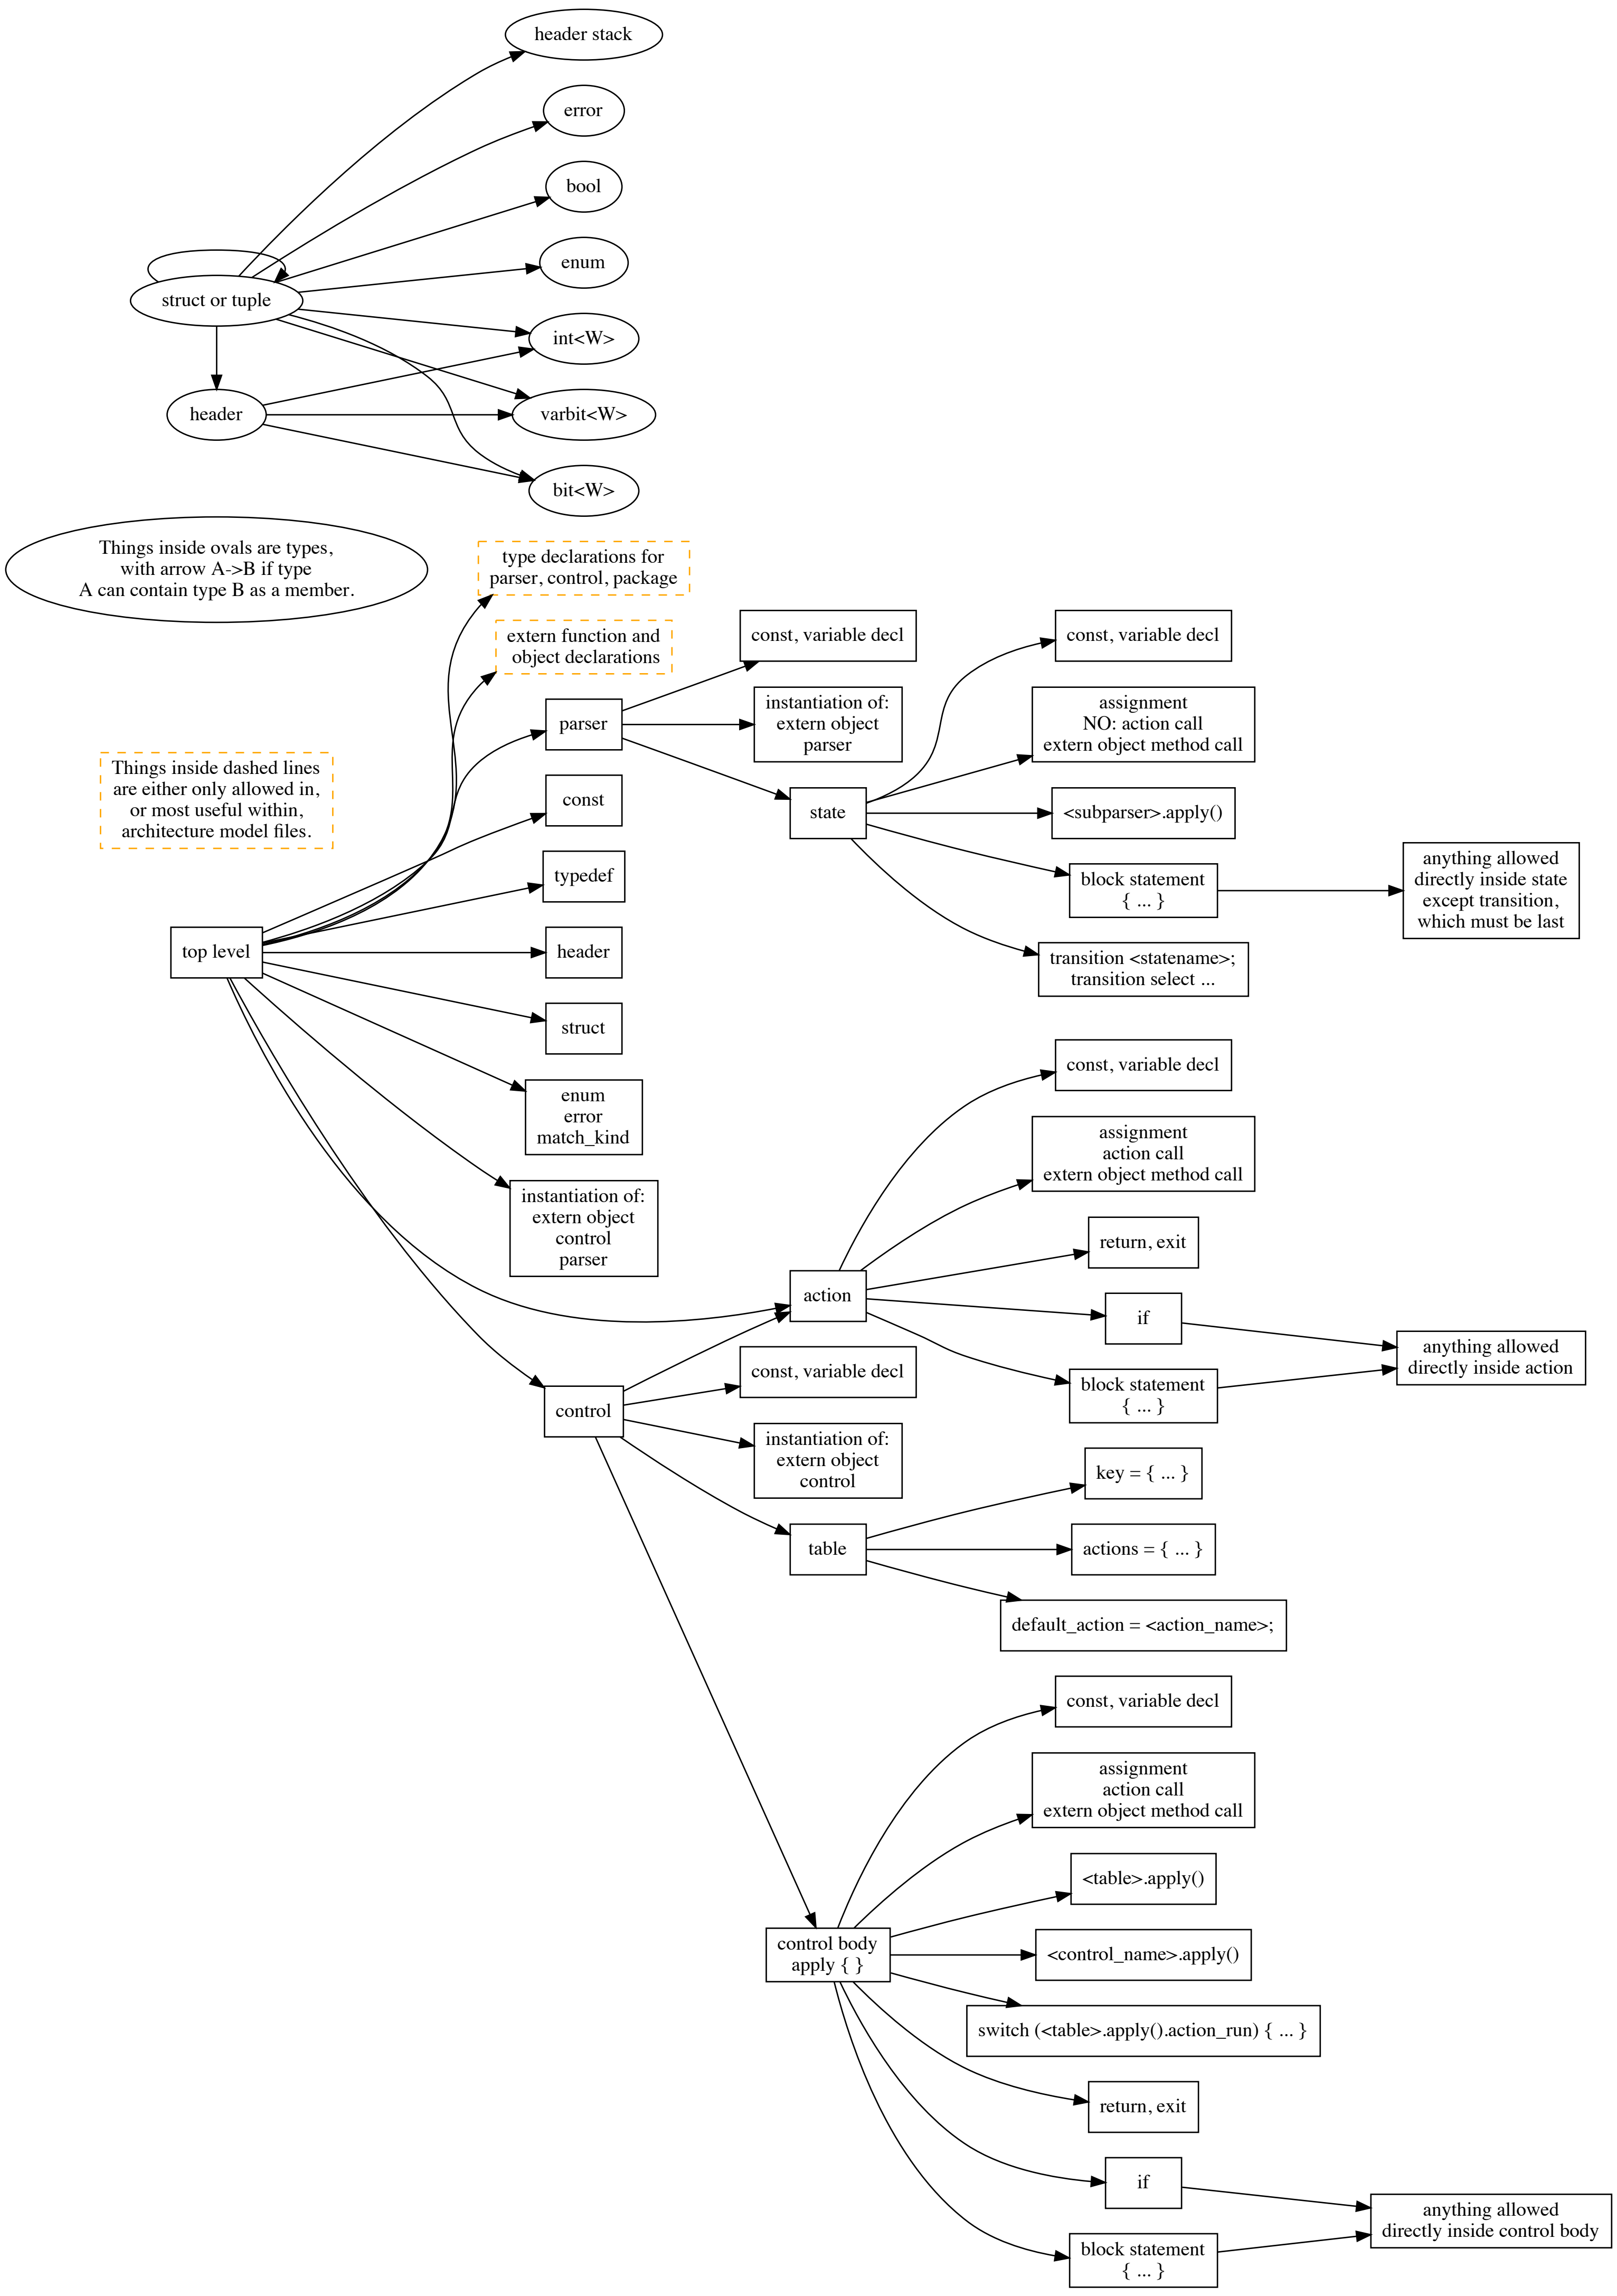 header stack
error
bool
enum
struct or tuple
int<W>
header
varbit<W>
bit<W>
Things inside ovals are types,
with arrow A->B if type
A can contain type B as a member.
type declarations for
parser, control, package
extern function and
object declarations
const, variable decl
const, variable decl
parser
instantiation of:
extern object
parser
assignment
NO: action call
extern object method call
Things inside dashed lines
are either only allowed in,
or most useful within,
architecture model files.
const
state
<subparser>.apply()
typedef
block statement
{ ... }
anything allowed
directly inside state
except transition,
which must be last
top level
header
transition <statename>;
transition select ...
struct
const, variable decl
enum
error
match_kind
assignment
action call
extern object method call
instantiation of:
extern object
control
parser
return, exit
action
if
anything allowed
directly inside action
const, variable decl
block statement
{ ... }
control
instantiation of:
extern object
control
key = { ... }
table
actions = { ... }
default_action = <action_name>;
const, variable decl
assignment
action call
extern object method call
<table>.apply()
control body
apply { }
<control_name>.apply()
switch (<table>.apply().action_run) { ... }
return, exit
if
anything allowed
directly inside control body
block statement
{ ... }